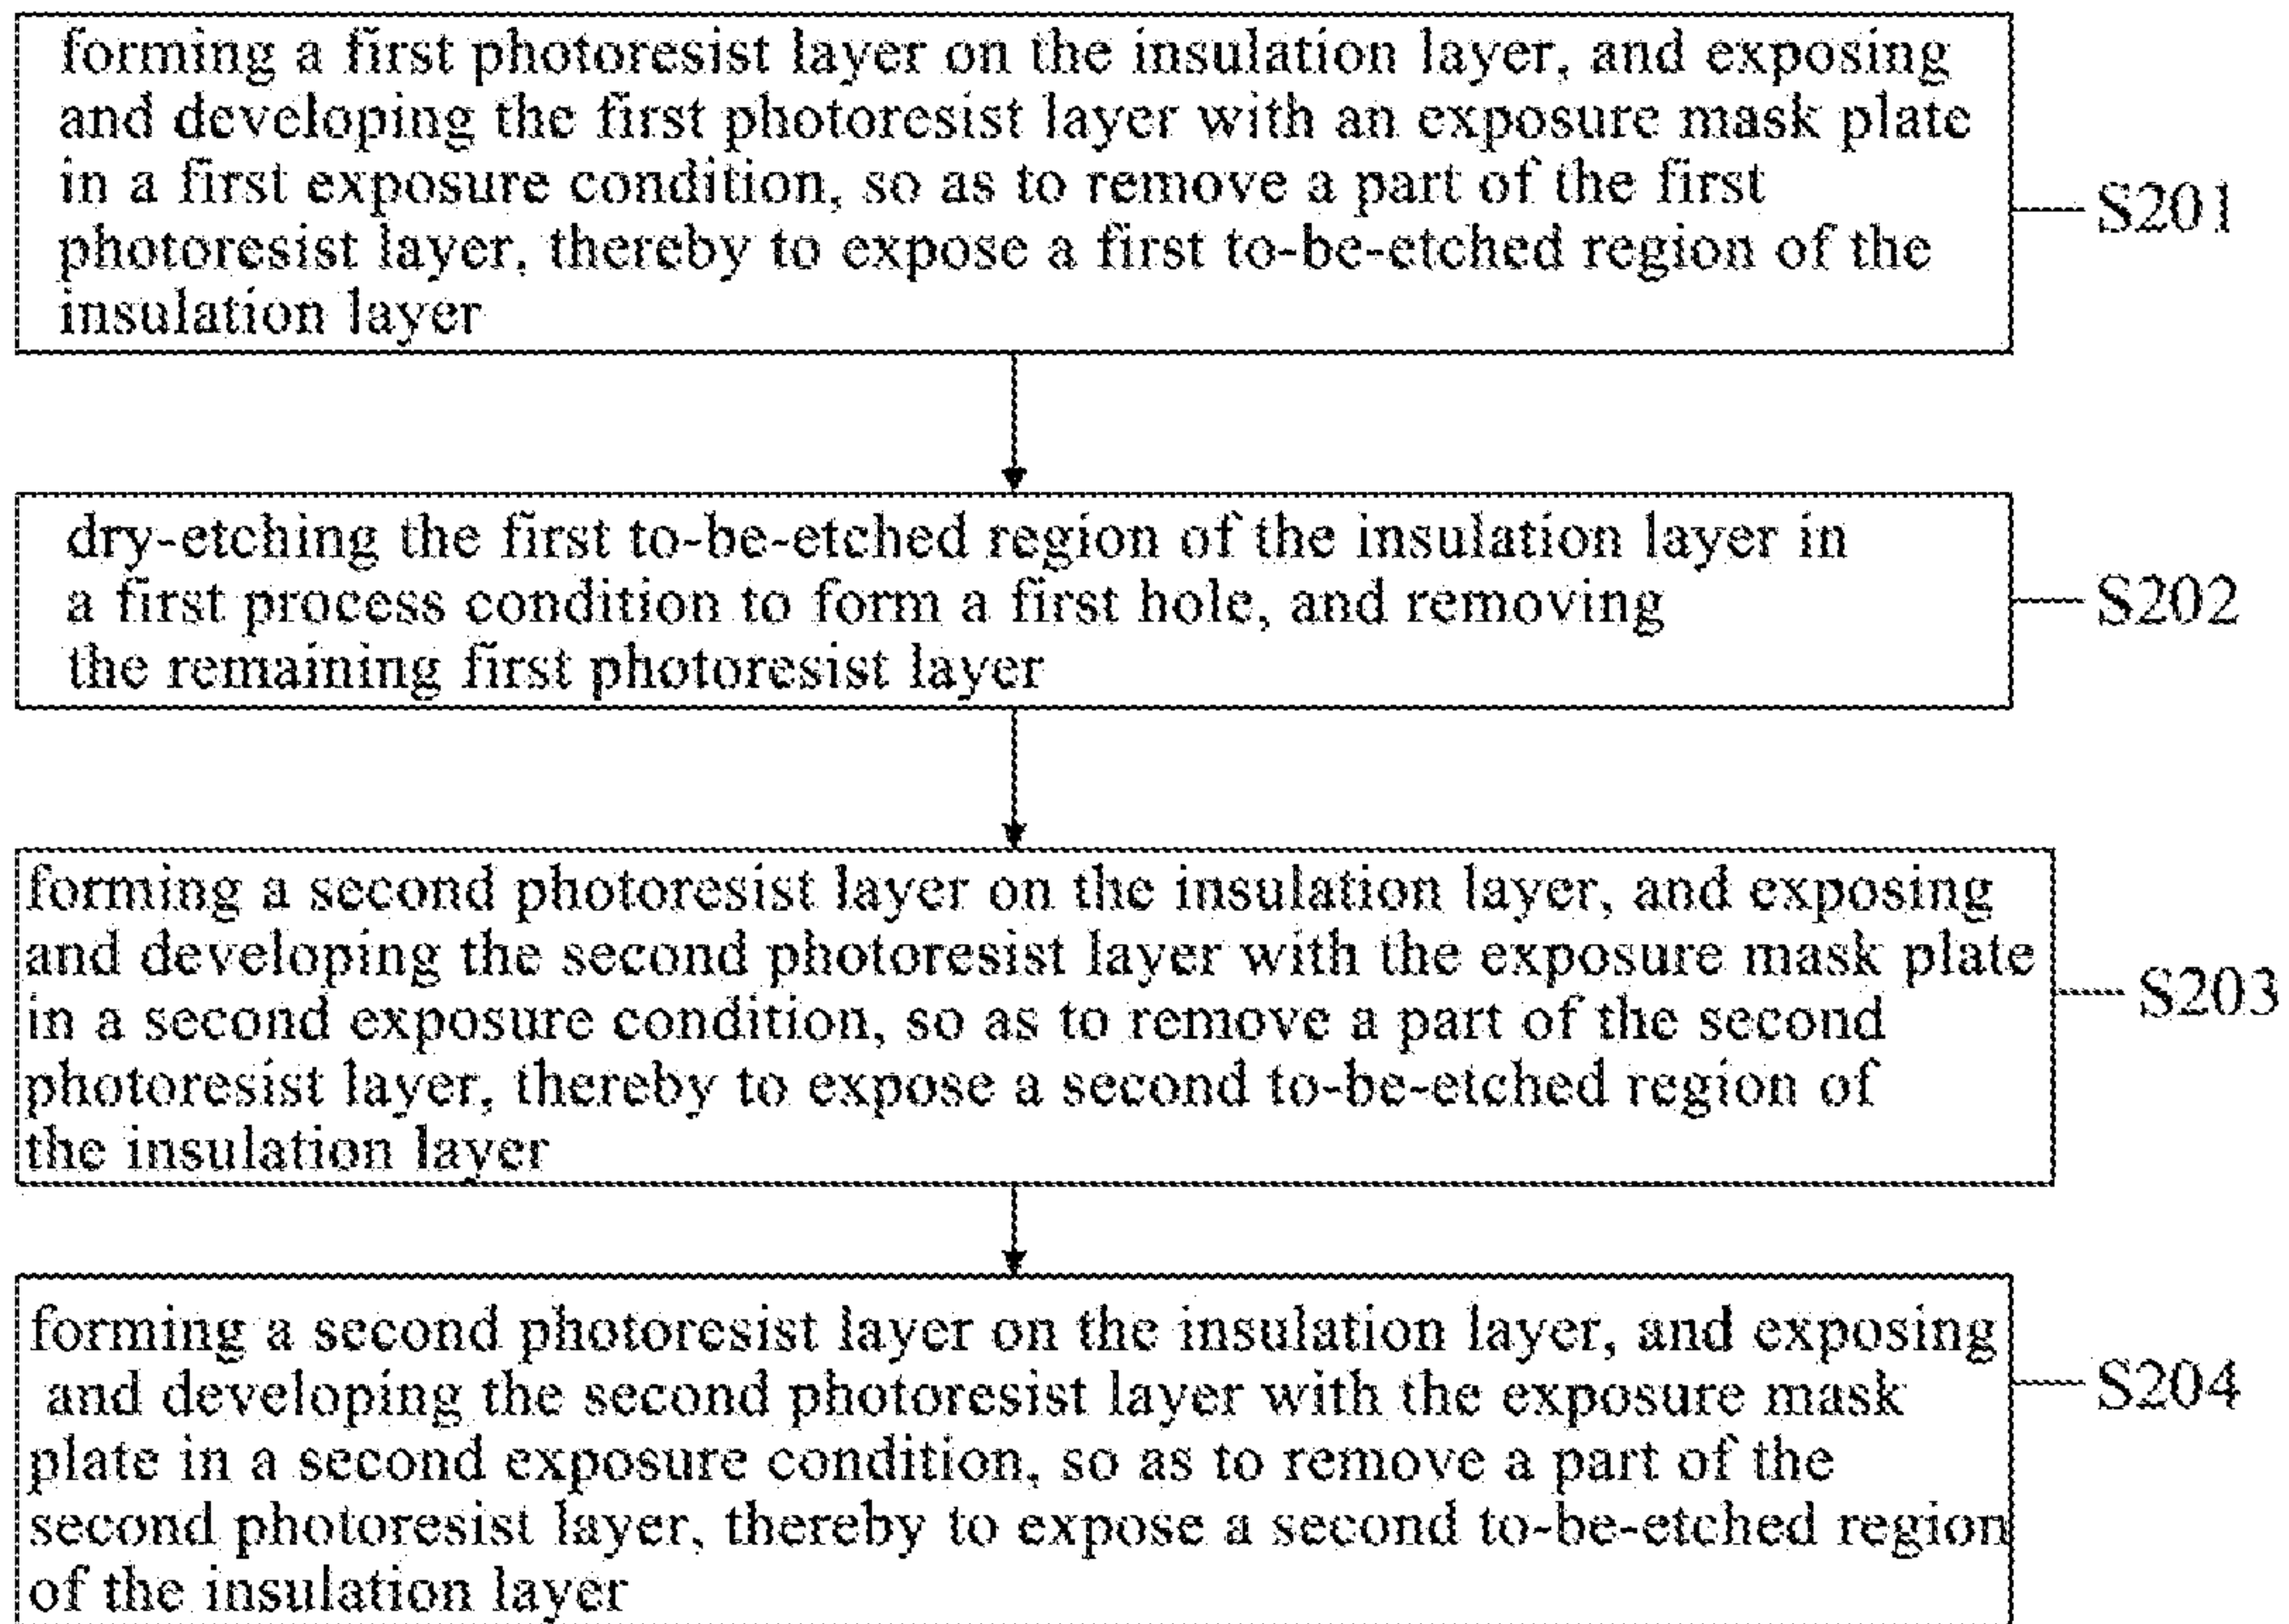 forming a first photoresist layer on the insulation layer, and exposing
and developing the first photoresist layer with an exposure mask plate
in a first exposure condition, so as to remove a part of the first
photoresist layer, thereby to expose a first to-be-etched region of the
insulation layer
S201
dry-etching the first to-be-etched region of the insulation layer in
a first process condition to form a first hole, and removing
the remaining first photoresist layer
S202
forming a second photoresist layer on the insulation layer, and exposing
and developing the second photoresist layer with the exposure mask plate
in a second exposure condition, so as to remove a part of the second
photoresist layer, thereby to expose a second to-be-etched region of
the insulation layer
S203
forming a second photoresist layer on the insulation layer, and exposing
and developing the second photoresist layer with the exposure mask
plate in a second exposure condition, so as to remove a part of the
second photoresist layer, thereby to expose a second to-be-etched region
of the insulation layer
S204